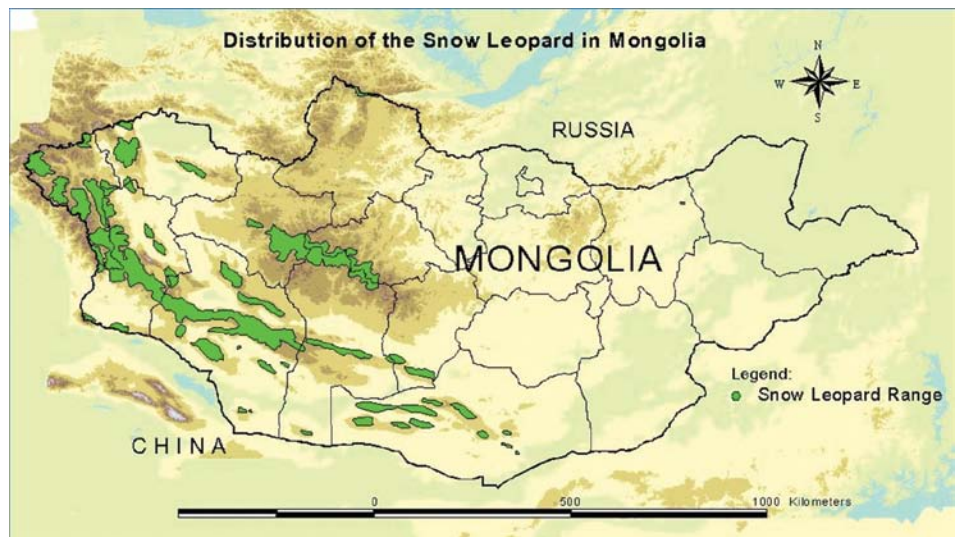 Distribution of the Snow Leopard in Mongolia
N
W E
S
RUSSIA
MONGOLIA
Legend:
Snow Leopard Range
CHINA
0 500 1000 Kilometers